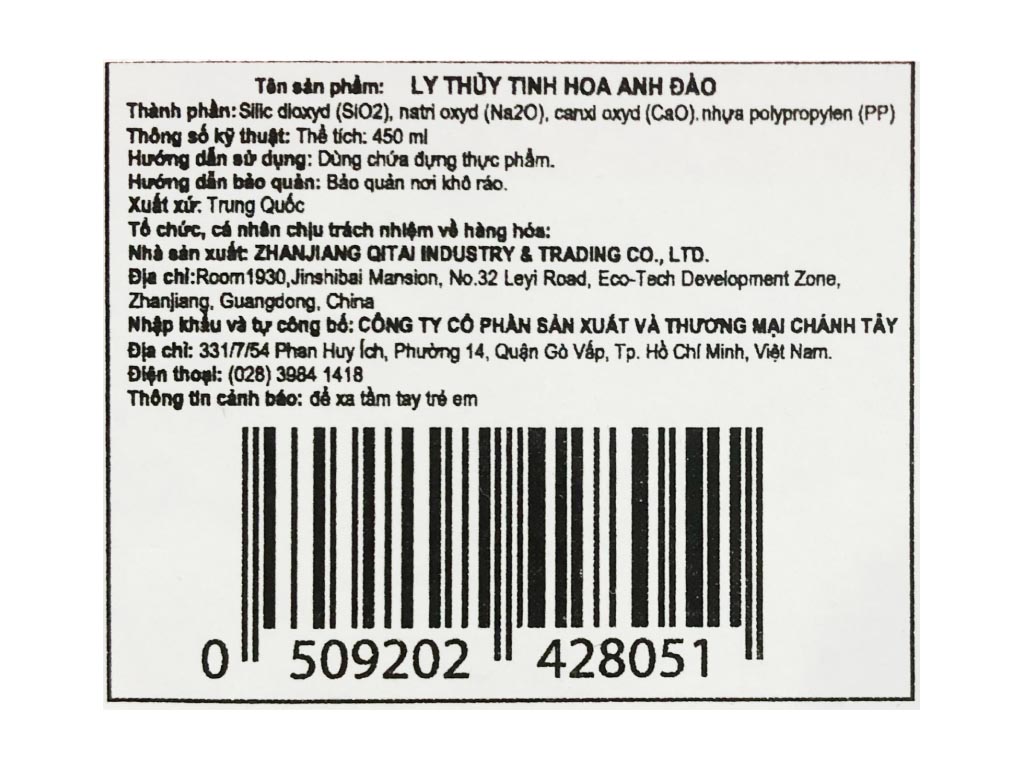 Tên sản phẩm: LY THỦY TINH HOA ANH ĐÀO
Thành phần: Silic dioxyd (SiO2), natri oxyd (Na2O), canxi oxyd (CaO). nhựa polypropylen (PP)
Thông số kỹ thuật: Thể tích: 450 ml
Hướng dẫn sử dụng: Dùng chứa đựng thực phẩm.
Hướng dẫn bảo quản: Bảo quản nơi khô ráo.
Xuất xứ: Trung Quốc
Tổ chức, cá nhân chịu trách nhiệm về hàng hóa:
Nhà sản xuất: ZHANJIANG QITAI INDUSTRY & TRADING CO., LTD.
Địa chỉ:Room1930,Jinshibai Mansion, No.32 Leyi Road, Eco-Tech Development Zone,
Zhanjiang, Guangdong, China
Nhập khẩu và tự công bố: CÔNG TY CỔ PHẦN SẢN XUẤT VÀ THƯƠNG MẠI CHÁNH TÂY
Địa chỉ: 331/7/54 Phan Huy Ích, Phường 14, Quận Gò Vấp, Tp. Hồ Chí Minh, Việt Nam.
Điện thoại: (028) 3984 1418
Thông tin cảnh báo: để xa tầm tay trẻ em
0 509202 428051